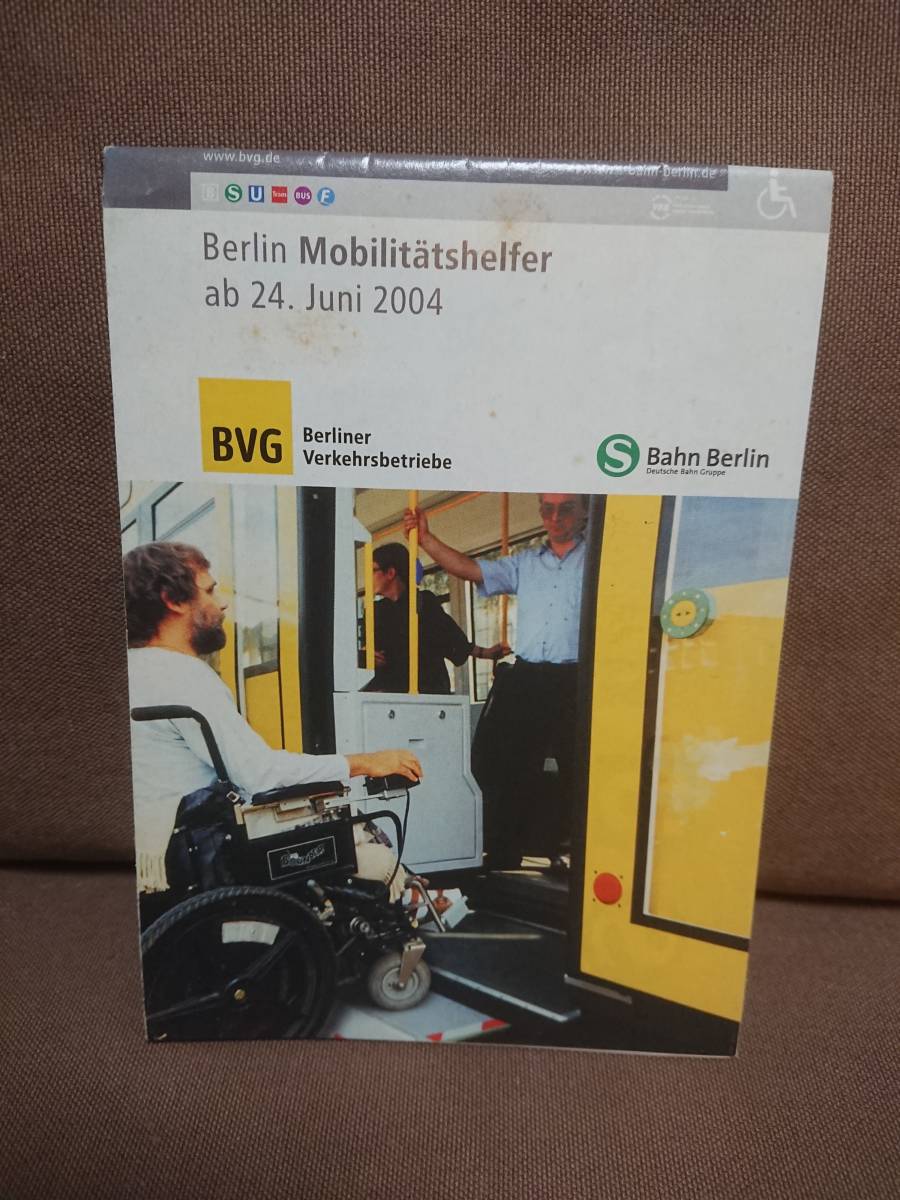 www.bvg.de
S U Tram BUS F
Berlin Mobilitätshelfer
ab 24. Juni 2004
BVG Berliner
Verkehrsbetriebe
S Bahn Berlin
Deutsche Bahn Gruppe